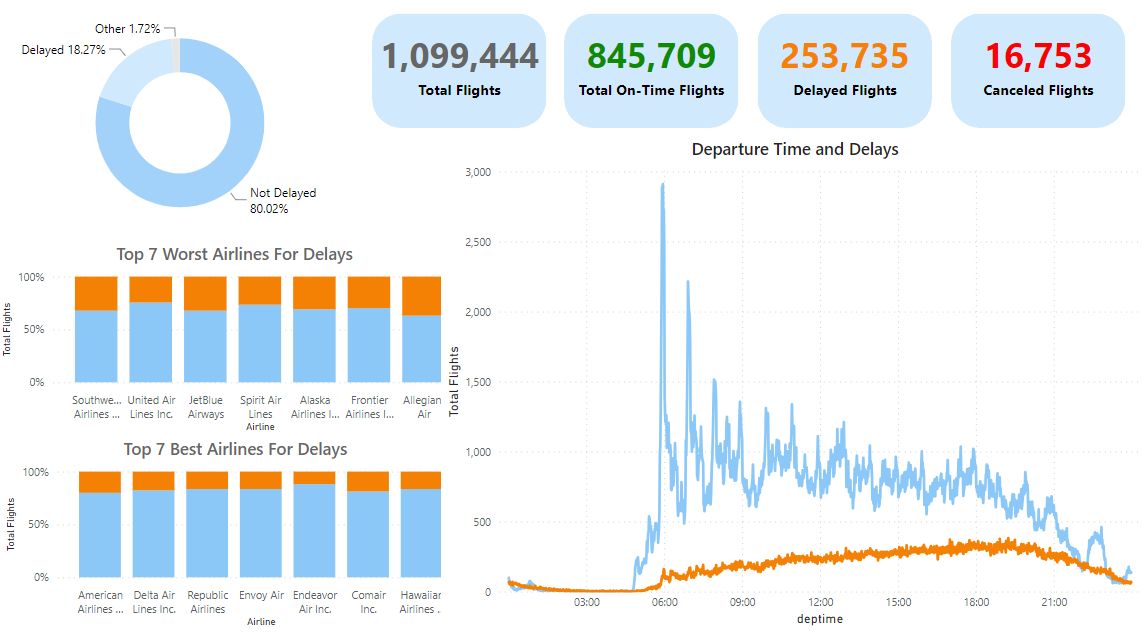 Other 1.72%
Delayed 18.27%
Not Delayed
80.02%
1,099,444
Total Flights
845,709
Total On-Time Flights
253,735
Delayed Flights
16,753
Canceled Flights
Top 7 Worst Airlines For Delays
Total Flights
100%
50%
0%
Southwe... United Air JetBlue Spirit Air Alaska Frontier Allegian
Airlines ... Lines Inc. Airways Lines Airlines I... Airlines I... Air
Airline
Top 7 Best Airlines For Delays
Total Flights
100%
50%
0%
American Delta Air Republic Envoy Air Endeavor Comair Hawaiian
Airlines ... Lines Inc. Airlines Air Inc. Inc. Airlines .
Airline
Departure Time and Delays
Total Flights
3,000
2,500
2,000
1,500
1,000
500
0
03:00 06:00 09:00 12:00 15:00 18:00 21:00
deptime